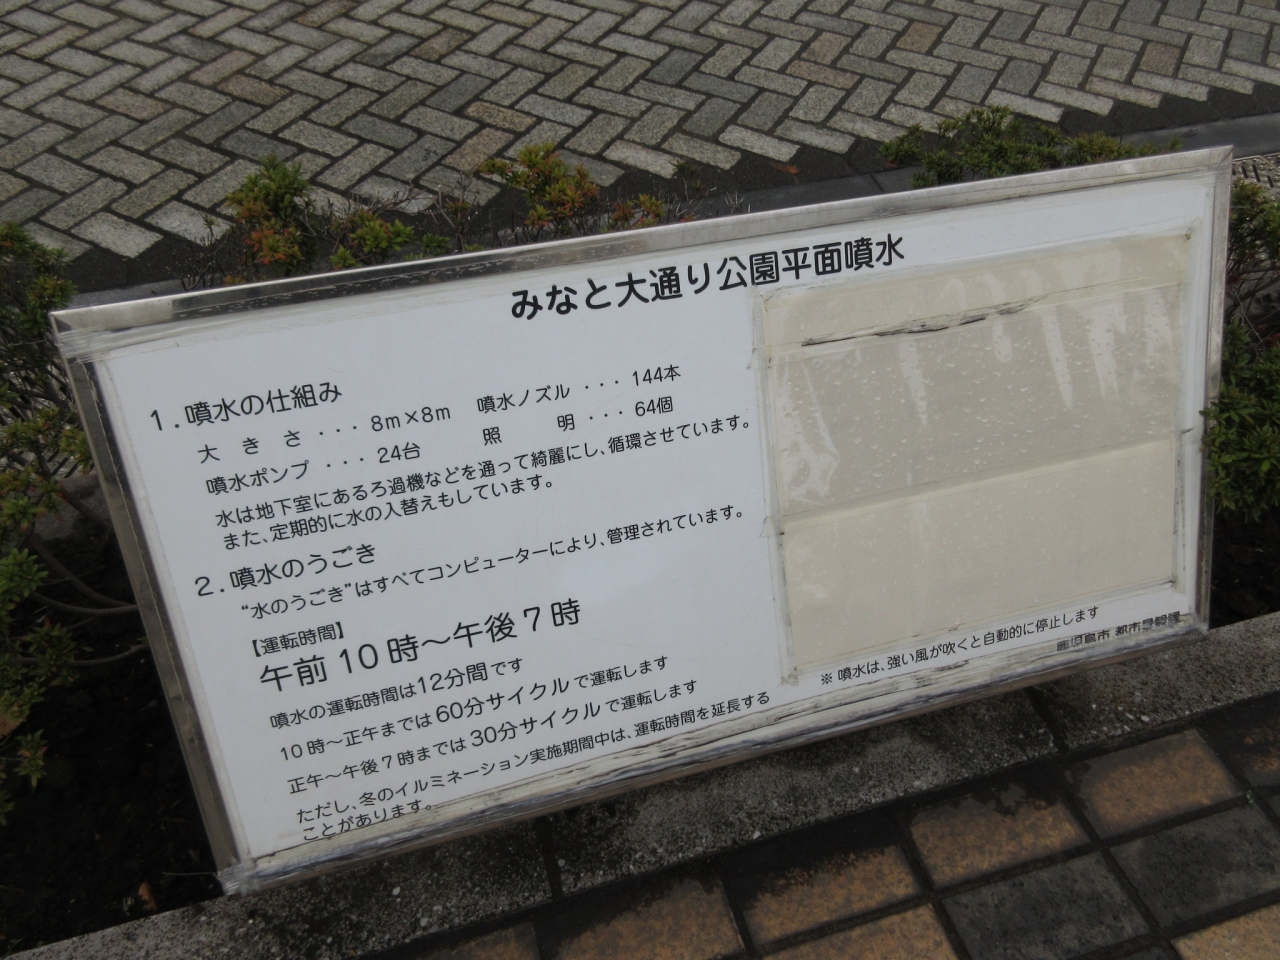 みなと大通り公園平面噴水
1.噴水の仕組み
大きさ・・・8m×8m 噴水ノズル・・・144本
噴水ポンプ・・・24台 照明・・・64個
水は地下室にあるろ過機などを通って綺麗にし、循環させています。
また、定期的に水の入替えもしています。
2.噴水のうごき
“水のうごき”はすべてコンピューターにより、管理されています。
【運転時間】
午前10時～午後7時
噴水の運転時間は12分間です
10時～正午までは60分サイクルで運転します
正午～午後7時までは30分サイクルで運転します
ただし、冬のイルミネーション実施期間中は、運転時間を延長する
ことがあります。
※噴水は、強い風が吹くと自動的に停止します
鹿児島市